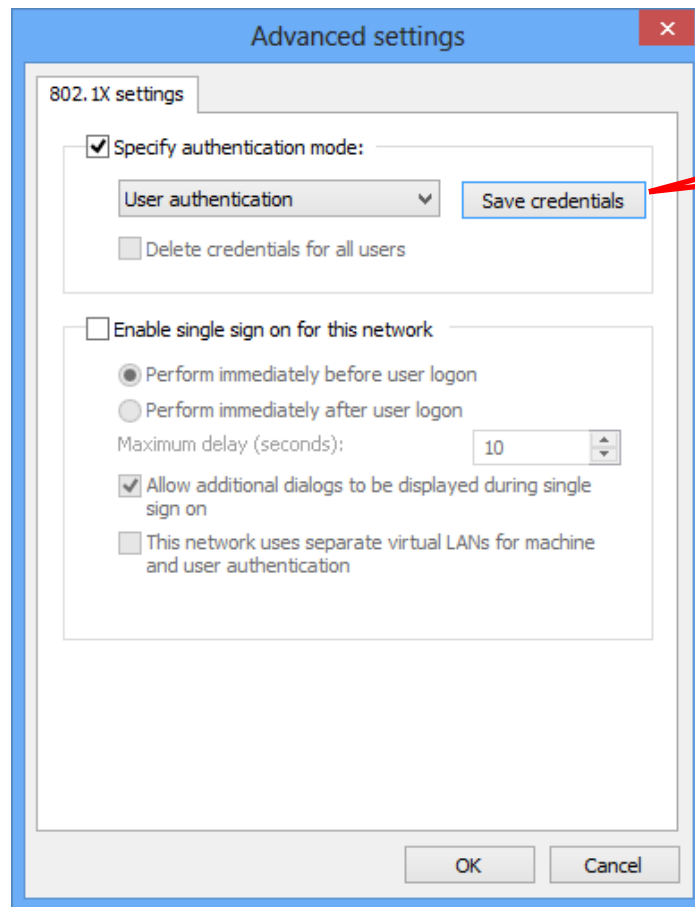 Advanced settings
802.1X settings
Specify authentication mode:
User authentication
Save credentials
Delete credentials for all users
Enable single sign on for this network
Perform immediately before user logon
Perform immediately after user logon
Maximum delay (seconds):
10
Allow additional dialogs to be displayed during single
sign on
This network uses separate virtual LANs for machine
and user authentication
OK
Cancel